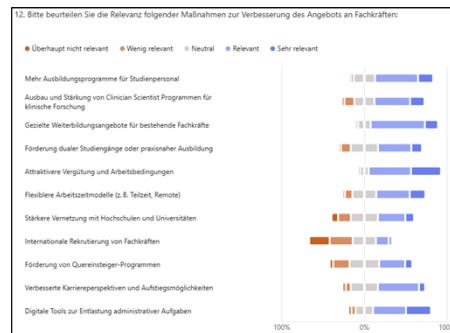 12. Bitte beurteilen Sie die Relevanz folgender Maßnahmen zur Verbesserung des Angebots an Fachkräften:
Überhaupt nicht relevant Wenig relevant Neutral Relevant Sehr relevant
Mehr Ausbildungsprogramme für Studienpersonal
Ausbau und Stärkung von Clinician Scientist Programmen für
klinische Forschung
Gezielte Weiterbildungsangebote für bestehende Fachkräfte
Förderung dualer Studiengänge oder praxisnaher Ausbildung
Attraktivere Vergütung und Arbeitsbedingungen
Flexiblere Arbeitszeitmodelle (z. B. Teilzeit, Remote)
Stärkere Vernetzung mit Hochschulen und Universitäten
Internationale Rekrutierung von Fachkräften
Förderung von Quereinsteiger-Programmen
Verbesserte Karriereperspektiven und Aufstiegsmöglichkeiten
Digitale Tools zur Entlastung administrativer Aufgaben
100% 0% 100